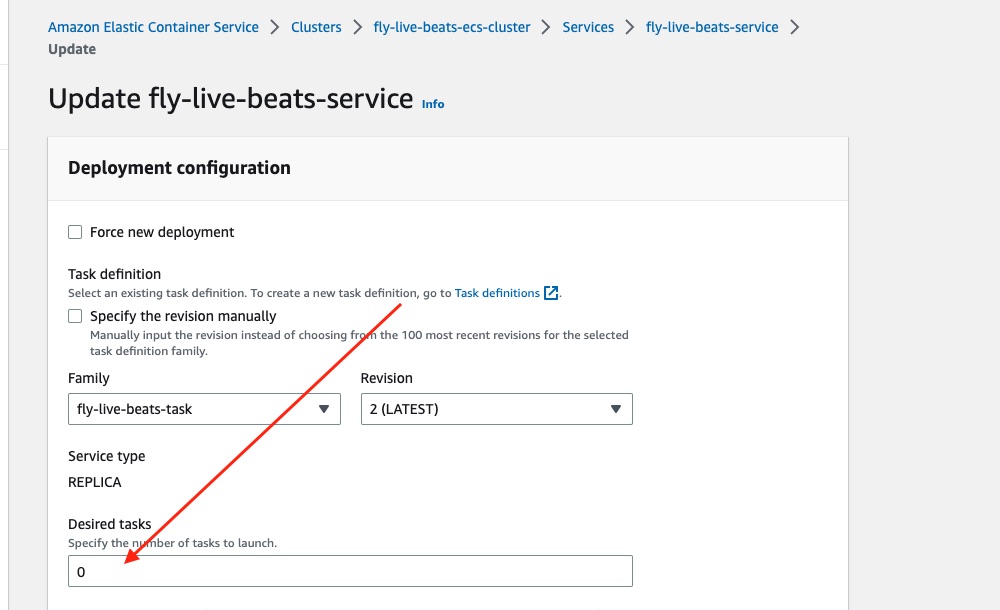 Amazon Elastic Container Service > Clusters > fly-live-beats-ecs-cluster > Services > fly-live-beats-service >
Update
Update fly-live-beats-service Info
Deployment configuration
Force new deployment
Task definition
Select an existing task definition. To create a new task definition, go to Task definitions.
Specify the revision manually
Manually input the revision instead of choosing from the 100 most recent revisions for the selected
task definition family.
Family Revision
fly-live-beats-task 2 (LATEST)
Service type
REPLICA
Desired tasks
Specify the number of tasks to launch.
0